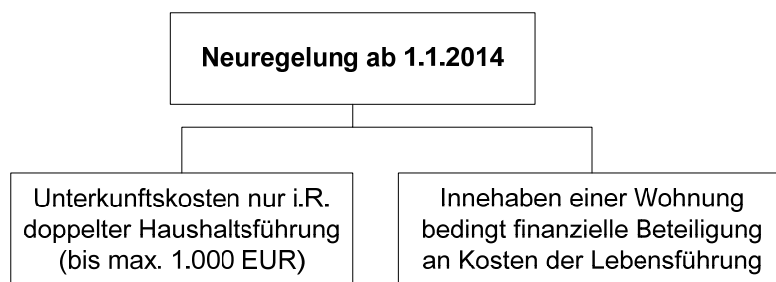 Neuregelung ab 1.1.2014
Unterkunftskosten nur i.R.
doppelter Haushaltsführung
(bis max. 1.000 EUR)
Innehaben einer Wohnung
bedingt finanzielle Beteiligung
an Kosten der Lebensführung